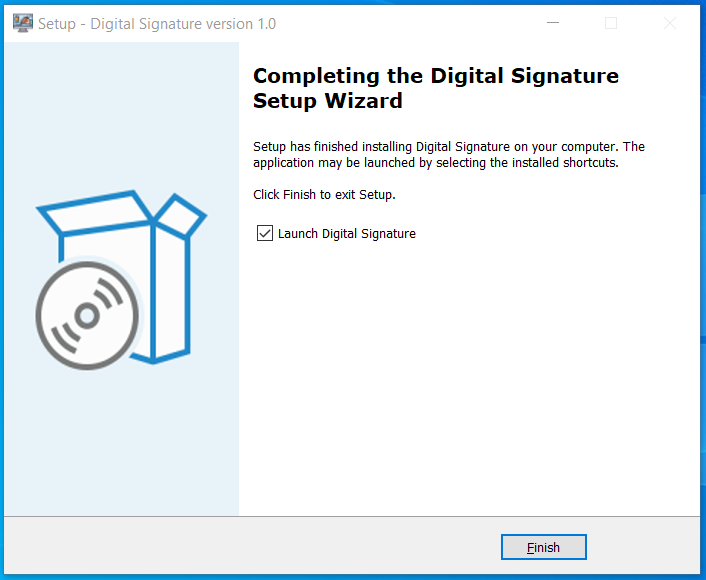 Setup - Digital Signature version 1.0
Completing the Digital Signature
Setup Wizard
Setup has finished installing Digital Signature on your computer. The
application may be launched by selecting the installed shortcuts.
Click Finish to exit Setup.
Launch Digital Signature
Finish